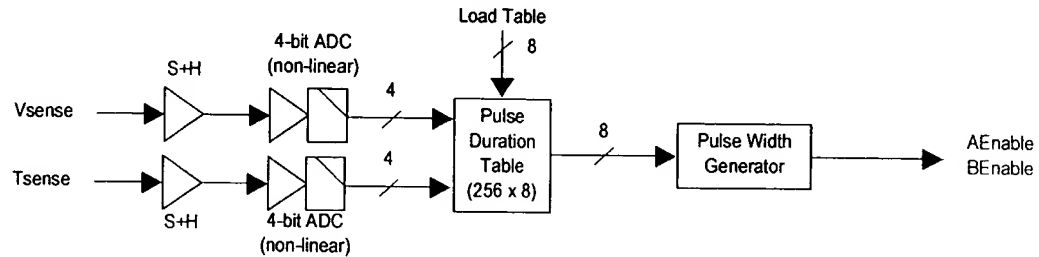 Load Table
8
4-bit ADC
(non-linear)
S+H
4
Vsense
Pulse
Duration
Table
(256 x 8)
8
Pulse Width
Generator
AEnable
BEnable
4
Tsense
S+H
4-bit ADC
(non-linear)